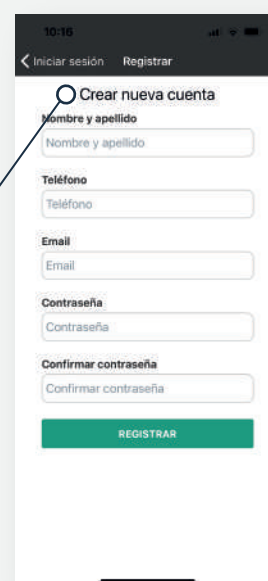 10:16
Iniciar sesión Registrar
Crear nueva cuenta
Nombre y apellido
Nombre y apellido
Teléfono
Teléfono
Email
Email
Contraseña
Contraseña
Confirmar contraseña
Confirmar contraseña
REGISTRAR